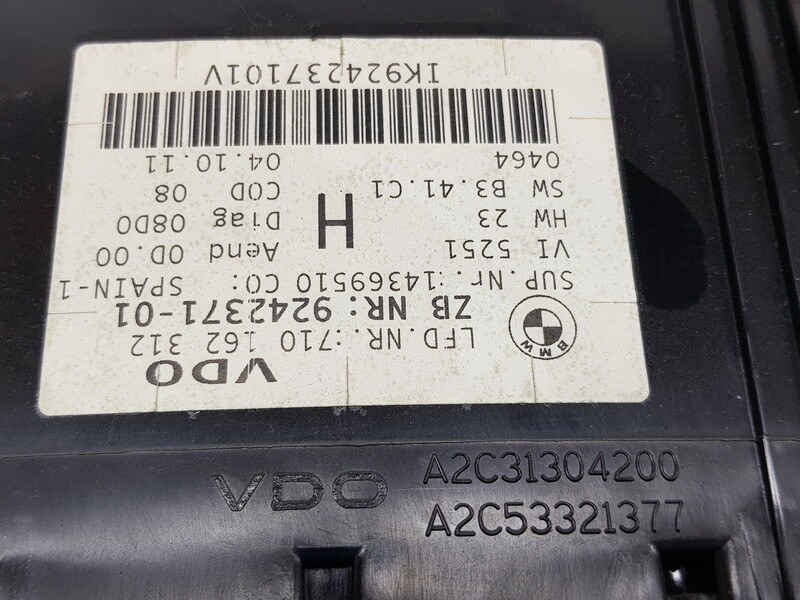 VDO
LFD.NR.:710 162 312
ZB NR: 9242371-01
BMW
SUP.Nr.:14369510 CO: SPAIN-1
VI 5251 Aend 0D.00
HW 23 Diag 08D0
SW B3.41.C1 COD 08
H
0464 04.10.11
IK924237101V
VDO
A2C31304200
A2C53321377